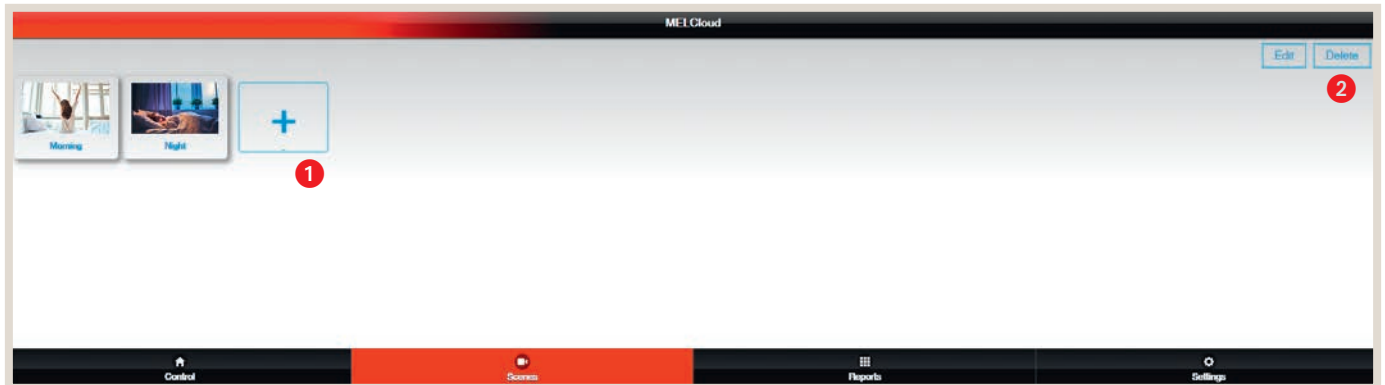 MELCloud
Edit Delete
2
Morning Night +
1
Control Scenes Reports Settings